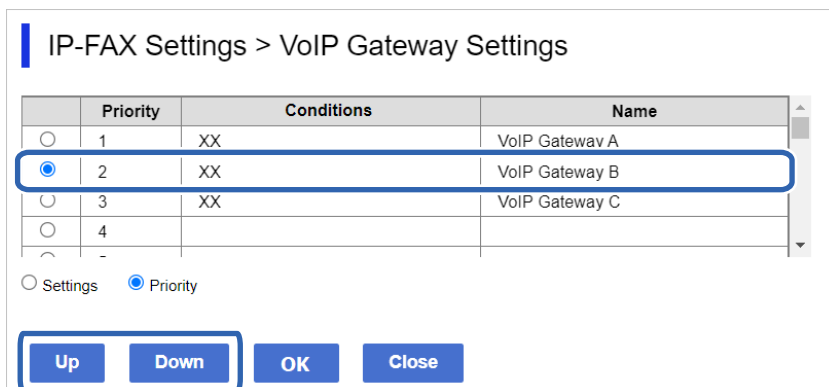 IP-FAX Settings > VoIP Gateway Settings
Priority Conditions Name
1 XX VoIP Gateway A
2 XX VoIP Gateway B
3 XX VoIP Gateway C
4
Settings Priority
Up Down OK Close